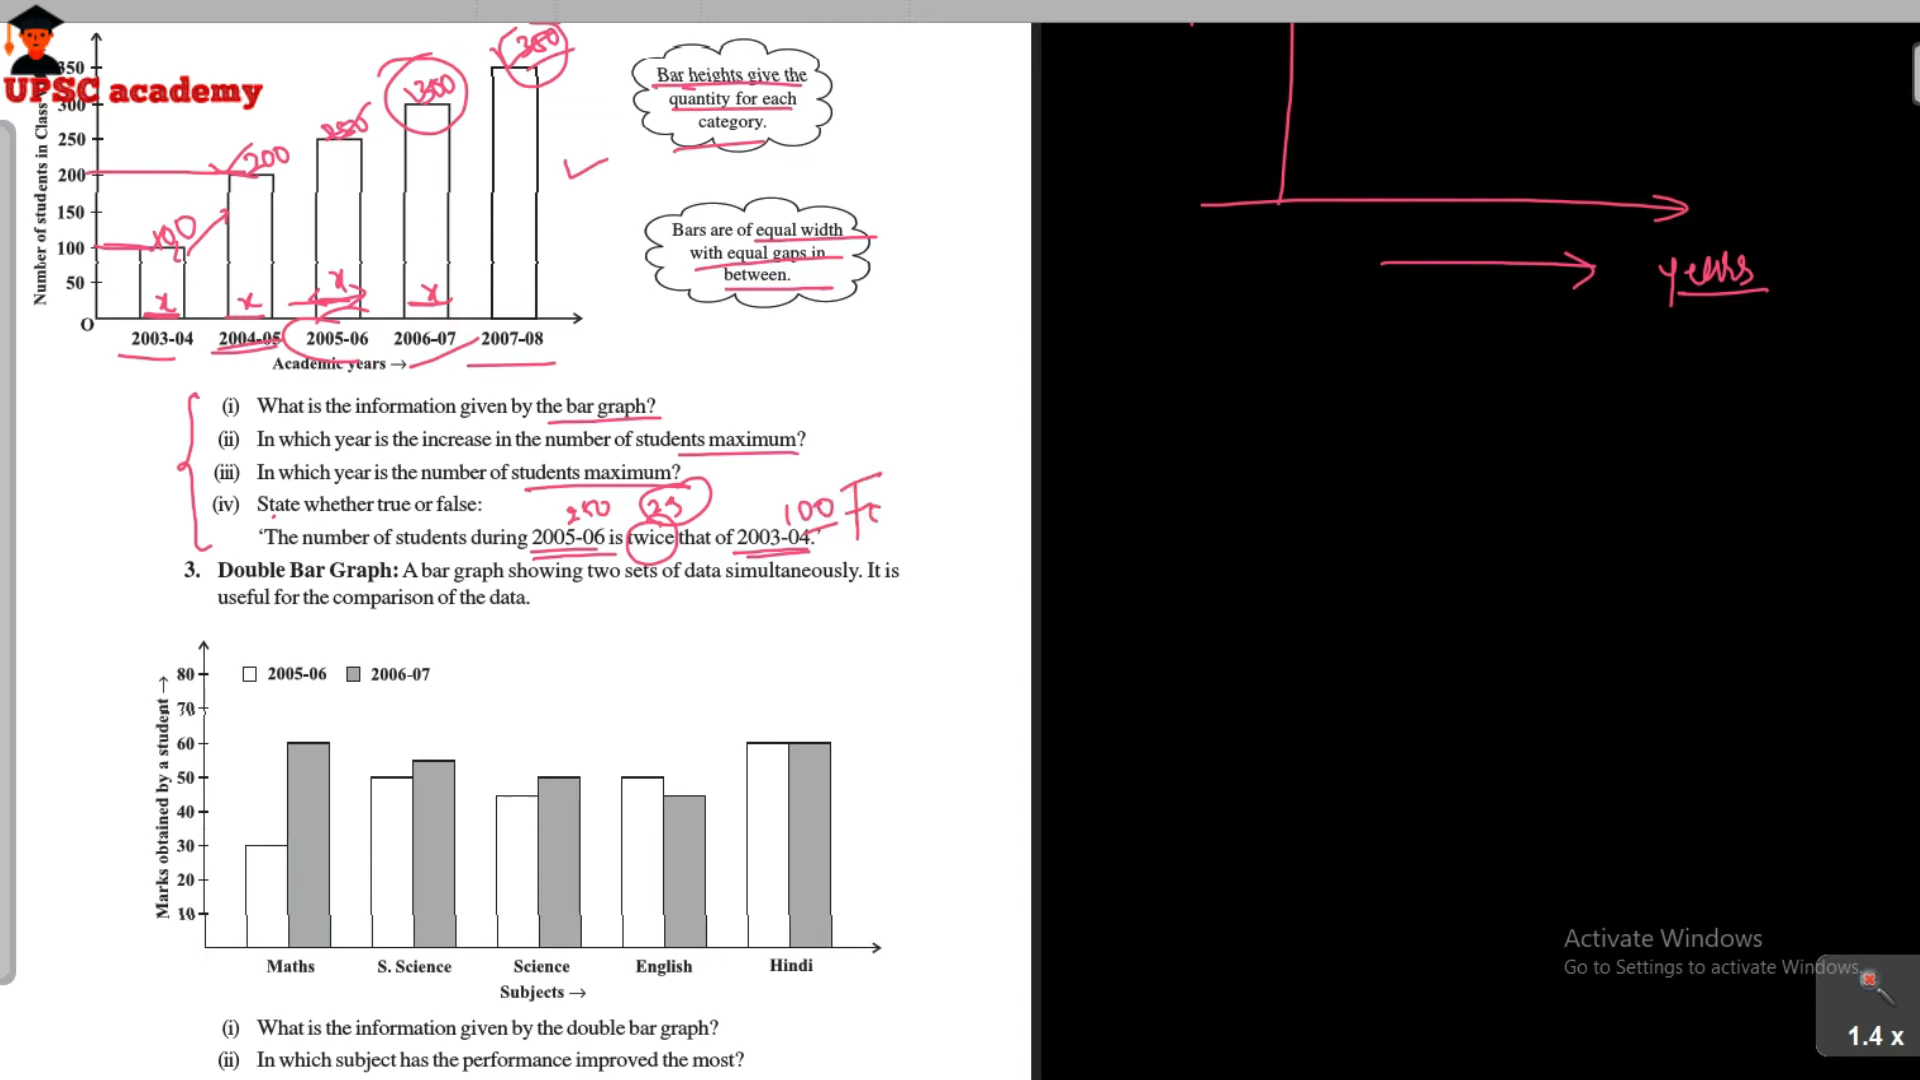 UPSC academy
350
300
250
200
150
100
50
O
Number of students in Class
100
200
250
300
350
x
x
x
x
2003-04 2004-05 2005-06 2006-07 2007-08
Academic years →
Bar heights give the
quantity for each
category.
Bars are of equal width
with equal gaps in
between.
years
(i) What is the information given by the bar graph?
(ii) In which year is the increase in the number of students maximum?
(iii) In which year is the number of students maximum?
(iv) State whether true or false:
250 100
‘The number of students during 2005-06 is twice that of 2003-04.’
3. Double Bar Graph: A bar graph showing two sets of data simultaneously. It is
useful for the comparison of the data.
2005-06 2006-07
80
70
60
50
40
30
20
10
Marks obtained by a student →
Maths S. Science Science English Hindi
Subjects →
(i) What is the information given by the double bar graph?
(ii) In which subject has the performance improved the most?
Activate Windows
Go to Settings to activate Windows.
1.4 x